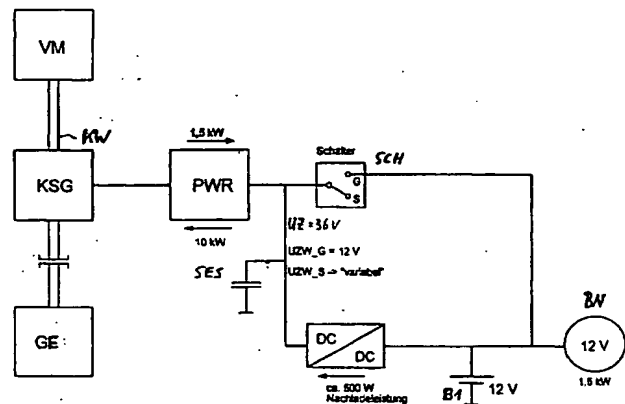 VM
KW
KSG
GE
1,5 kW
PWR
10 kW
Schalter
SCH
G
S
UZ = 36 V
UZW_G = 12 V
UZW_S -> "variabel"
SES
DC
DC
ca. 500 W
Nachladeleistung
B1
12 V
BN
12 V
1,5 kW